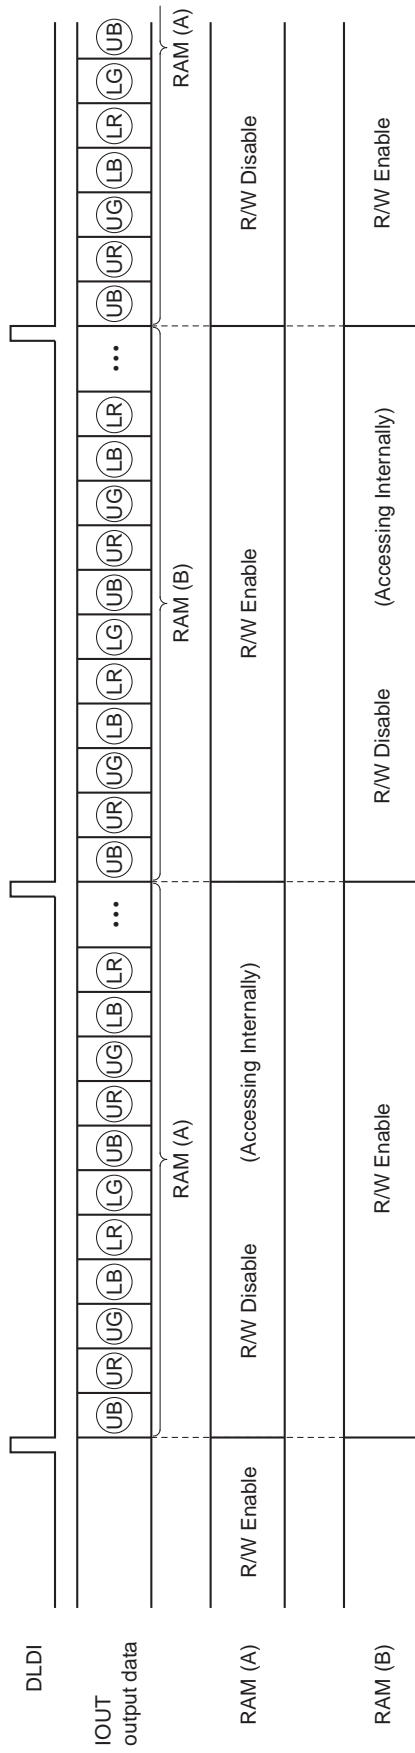 DLDI
IOUT
output data
UB UR UG LB LR LG UB UR UG LB LR ... UB UR UG LB LR LG UB UR UG LB LR ... UB UR UG LB LR LG UB
RAM (A) RAM (B) RAM (A)
RAM (A) R/W Enable R/W Disable (Accessing Internally) R/W Enable R/W Disable
RAM (B) R/W Enable R/W Disable (Accessing Internally) R/W Enable